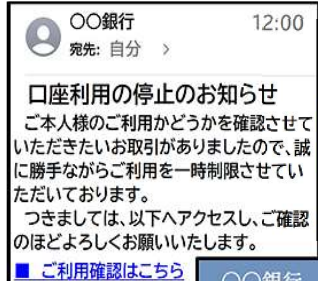 〇〇銀行 12:00
宛先: 自分 >
口座利用の停止のお知らせ
ご本人様のご利用かどうかを確認させて
いただきたいお取引がありましたので、誠
に勝手ながらご利用を一時制限させてい
ただいております。
つきましては、以下へアクセスし、ご確認
のほどよろしくお願いいたします。
■ ご利用確認はこちら
〇〇銀行